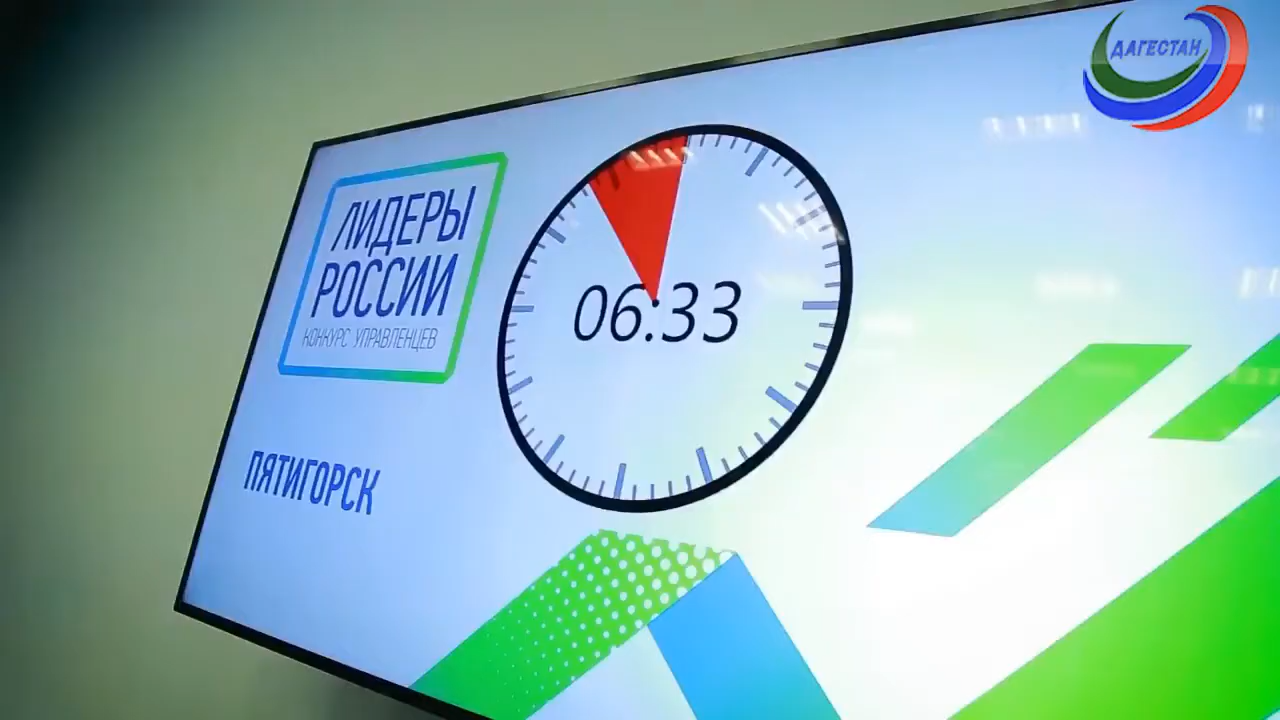 ДАГЕСТАН
ЛИДЕРЫ
РОССИИ
КОНКУРС УПРАВЛЕНЦЕВ
06:33
ПЯТИГОРСК